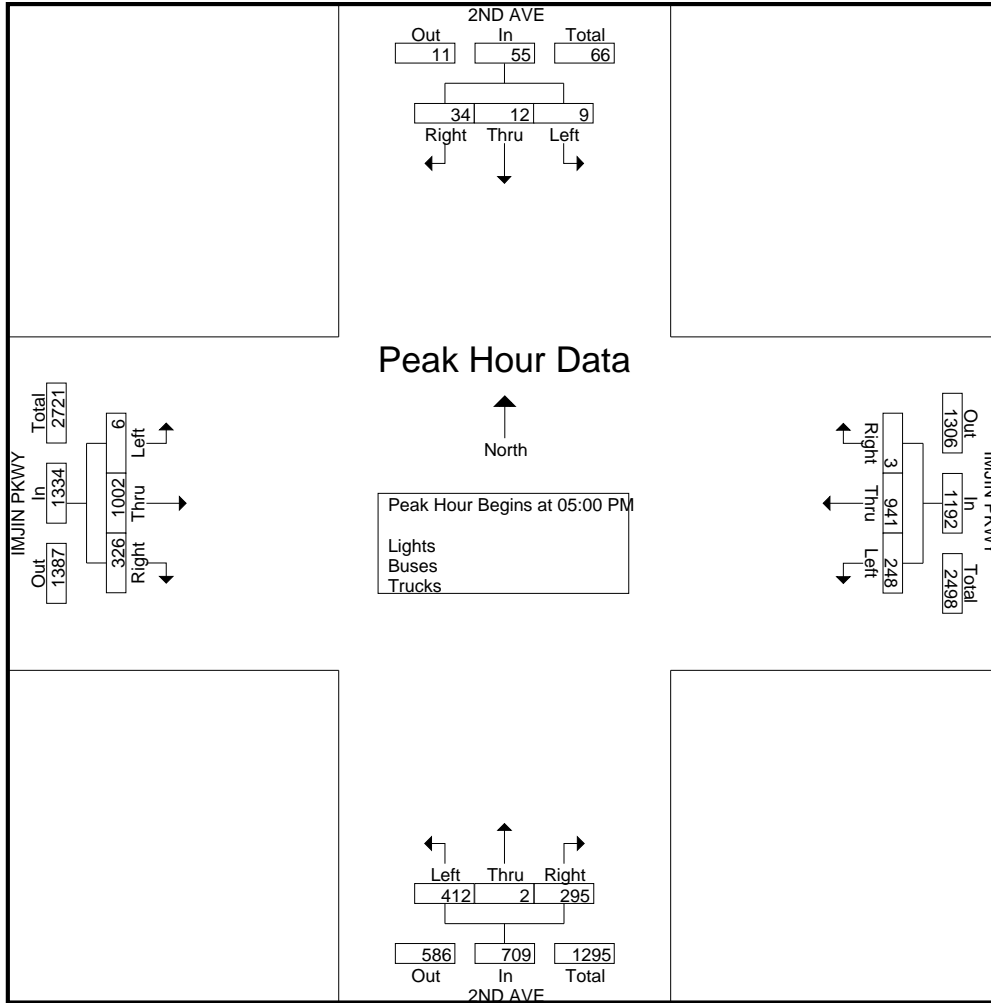 2ND AVE
Out In Total
11 55 66
34 12 9
Right Thru Left
Peak Hour Data
North
Peak Hour Begins at 05:00 PM
Lights
Buses
Trucks
IMJIN PKWY
Total 2721
In 1334
Out 1387
6 Left
1002 Thru
326 Right
Right 3
Thru 941
Left 248
Out 1306
In 1192
Total 2498
IMJIN PKWY
Left Thru Right
412 2 295
586 709 1295
Out In Total
2ND AVE